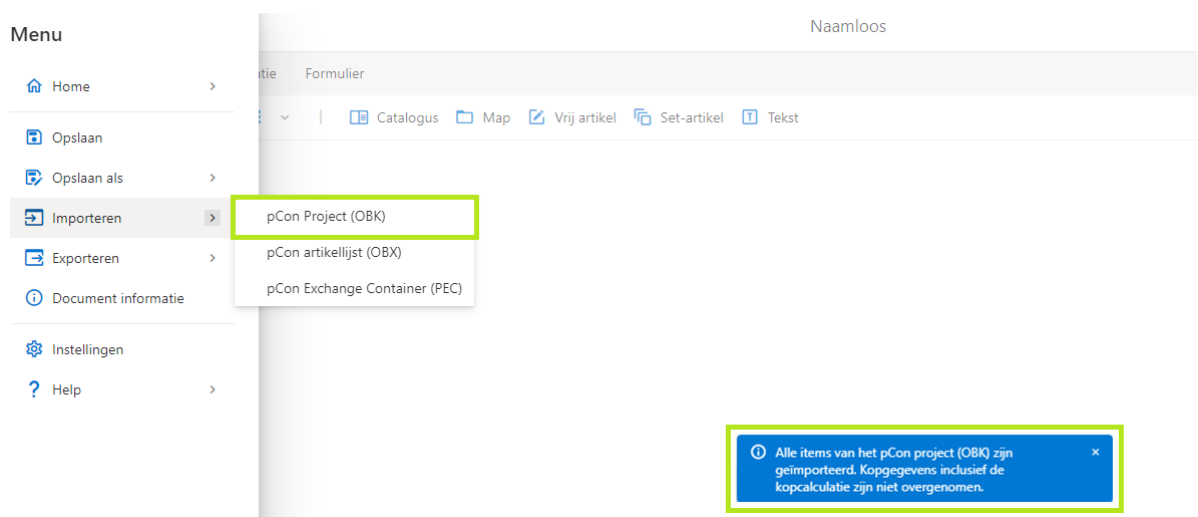 Menu
Naamloos
Home
tie Formulier
Catalogus Map Vrij artikel Set-artikel Tekst
Opslaan
Opslaan als
Importeren
pCon Project (OBK)
pCon artikellijst (OBX)
pCon Exchange Container (PEC)
Exporteren
Document informatie
Instellingen
Help
Alle items van het pCon project (OBK) zijn
geïmporteerd. Kopgegevens inclusief de
kopcalculatie zijn niet overgenomen.